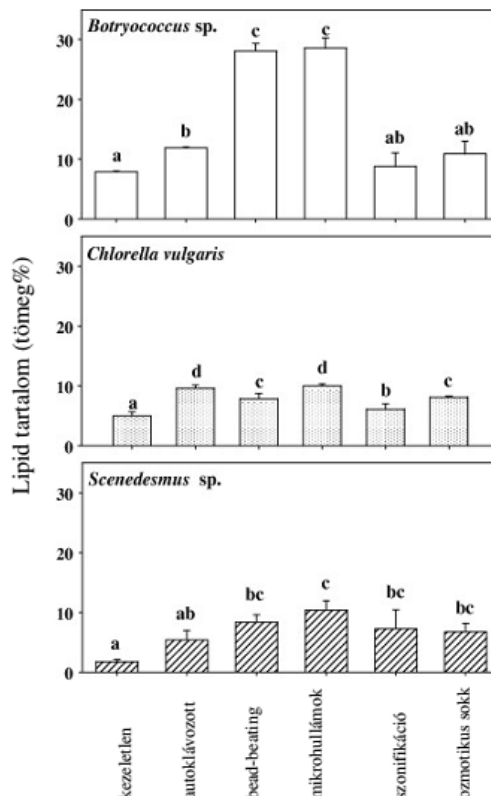 Botryococcus sp.
30
20
10
0
a
b
c
c
ab
ab
Chlorella vulgaris
30
20
10
0
a
d
c
d
b
c
Scenedesmus sp.
30
20
10
0
a
ab
bc
c
bc
bc
Lipid tartalom (tömeg%)
kezeletlen
autoklávozott
bead-beating
mikrohullámok
szonifikáció
ozmotikus sokk